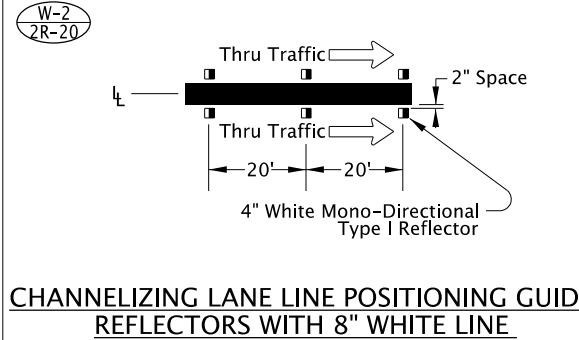 W-2
2R-20
Thru Traffic
2" Space
LL
Thru Traffic
20'
20'
4" White Mono-Directional
Type I Reflector
CHANNELIZING LANE LINE POSITIONING GUID
REFLECTORS WITH 8" WHITE LINE